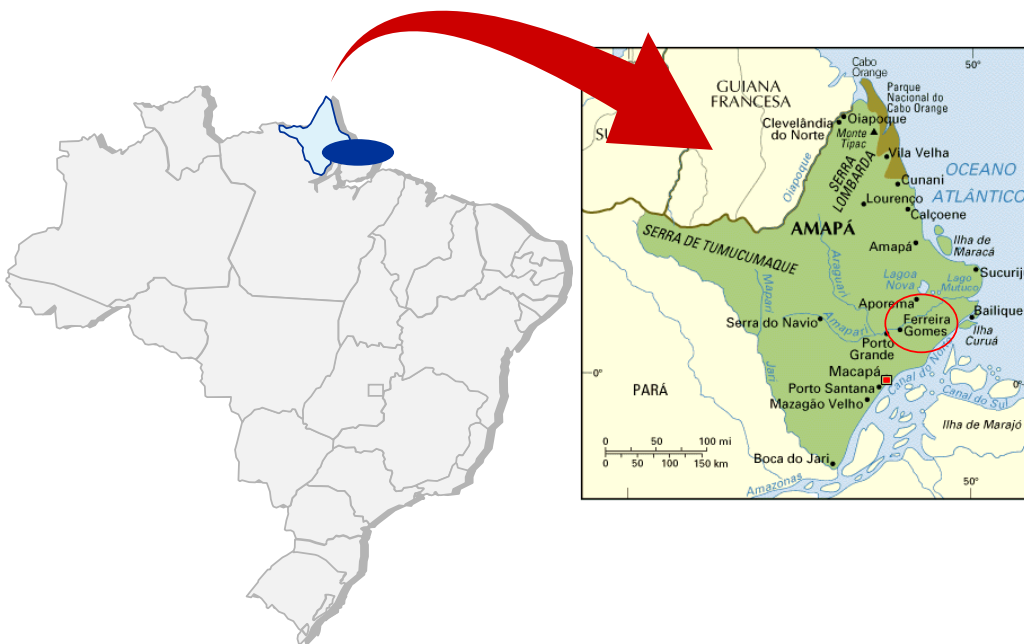 50°
Cabo
Orange
GUIANA
FRANCESA
Parque
Nacional do
Cabo Orange
Clevelândia
do Norte
Oiapoque
SU
Monte
Tipac
Vila Velha
Oiapoque
SERRA
LOMBARDA
OCEANO
ATLÂNTICO
Cunani
Lourenço
Calçoene
AMAPÁ
SERRA DE TUMUCUMAQUE
Amapá
Ilha de
Maracá
Araguari
Mapari
Lagoa
Nova
Lago
Mutuco
Sucurij
Aporema
Bailique
Serra do Navio
Amapari
Ferreira
Gomes
Ilha
Curuá
Porto
Grande
Jari
Macapá
Canal do Norte
0°
0°
PARÁ
Porto Santana
Canal do Sul
Mazagão Velho
Ilha de Marajó
0 50 100 mi
0 50 100 150 km
Boca do Jari
Amazonas
50°